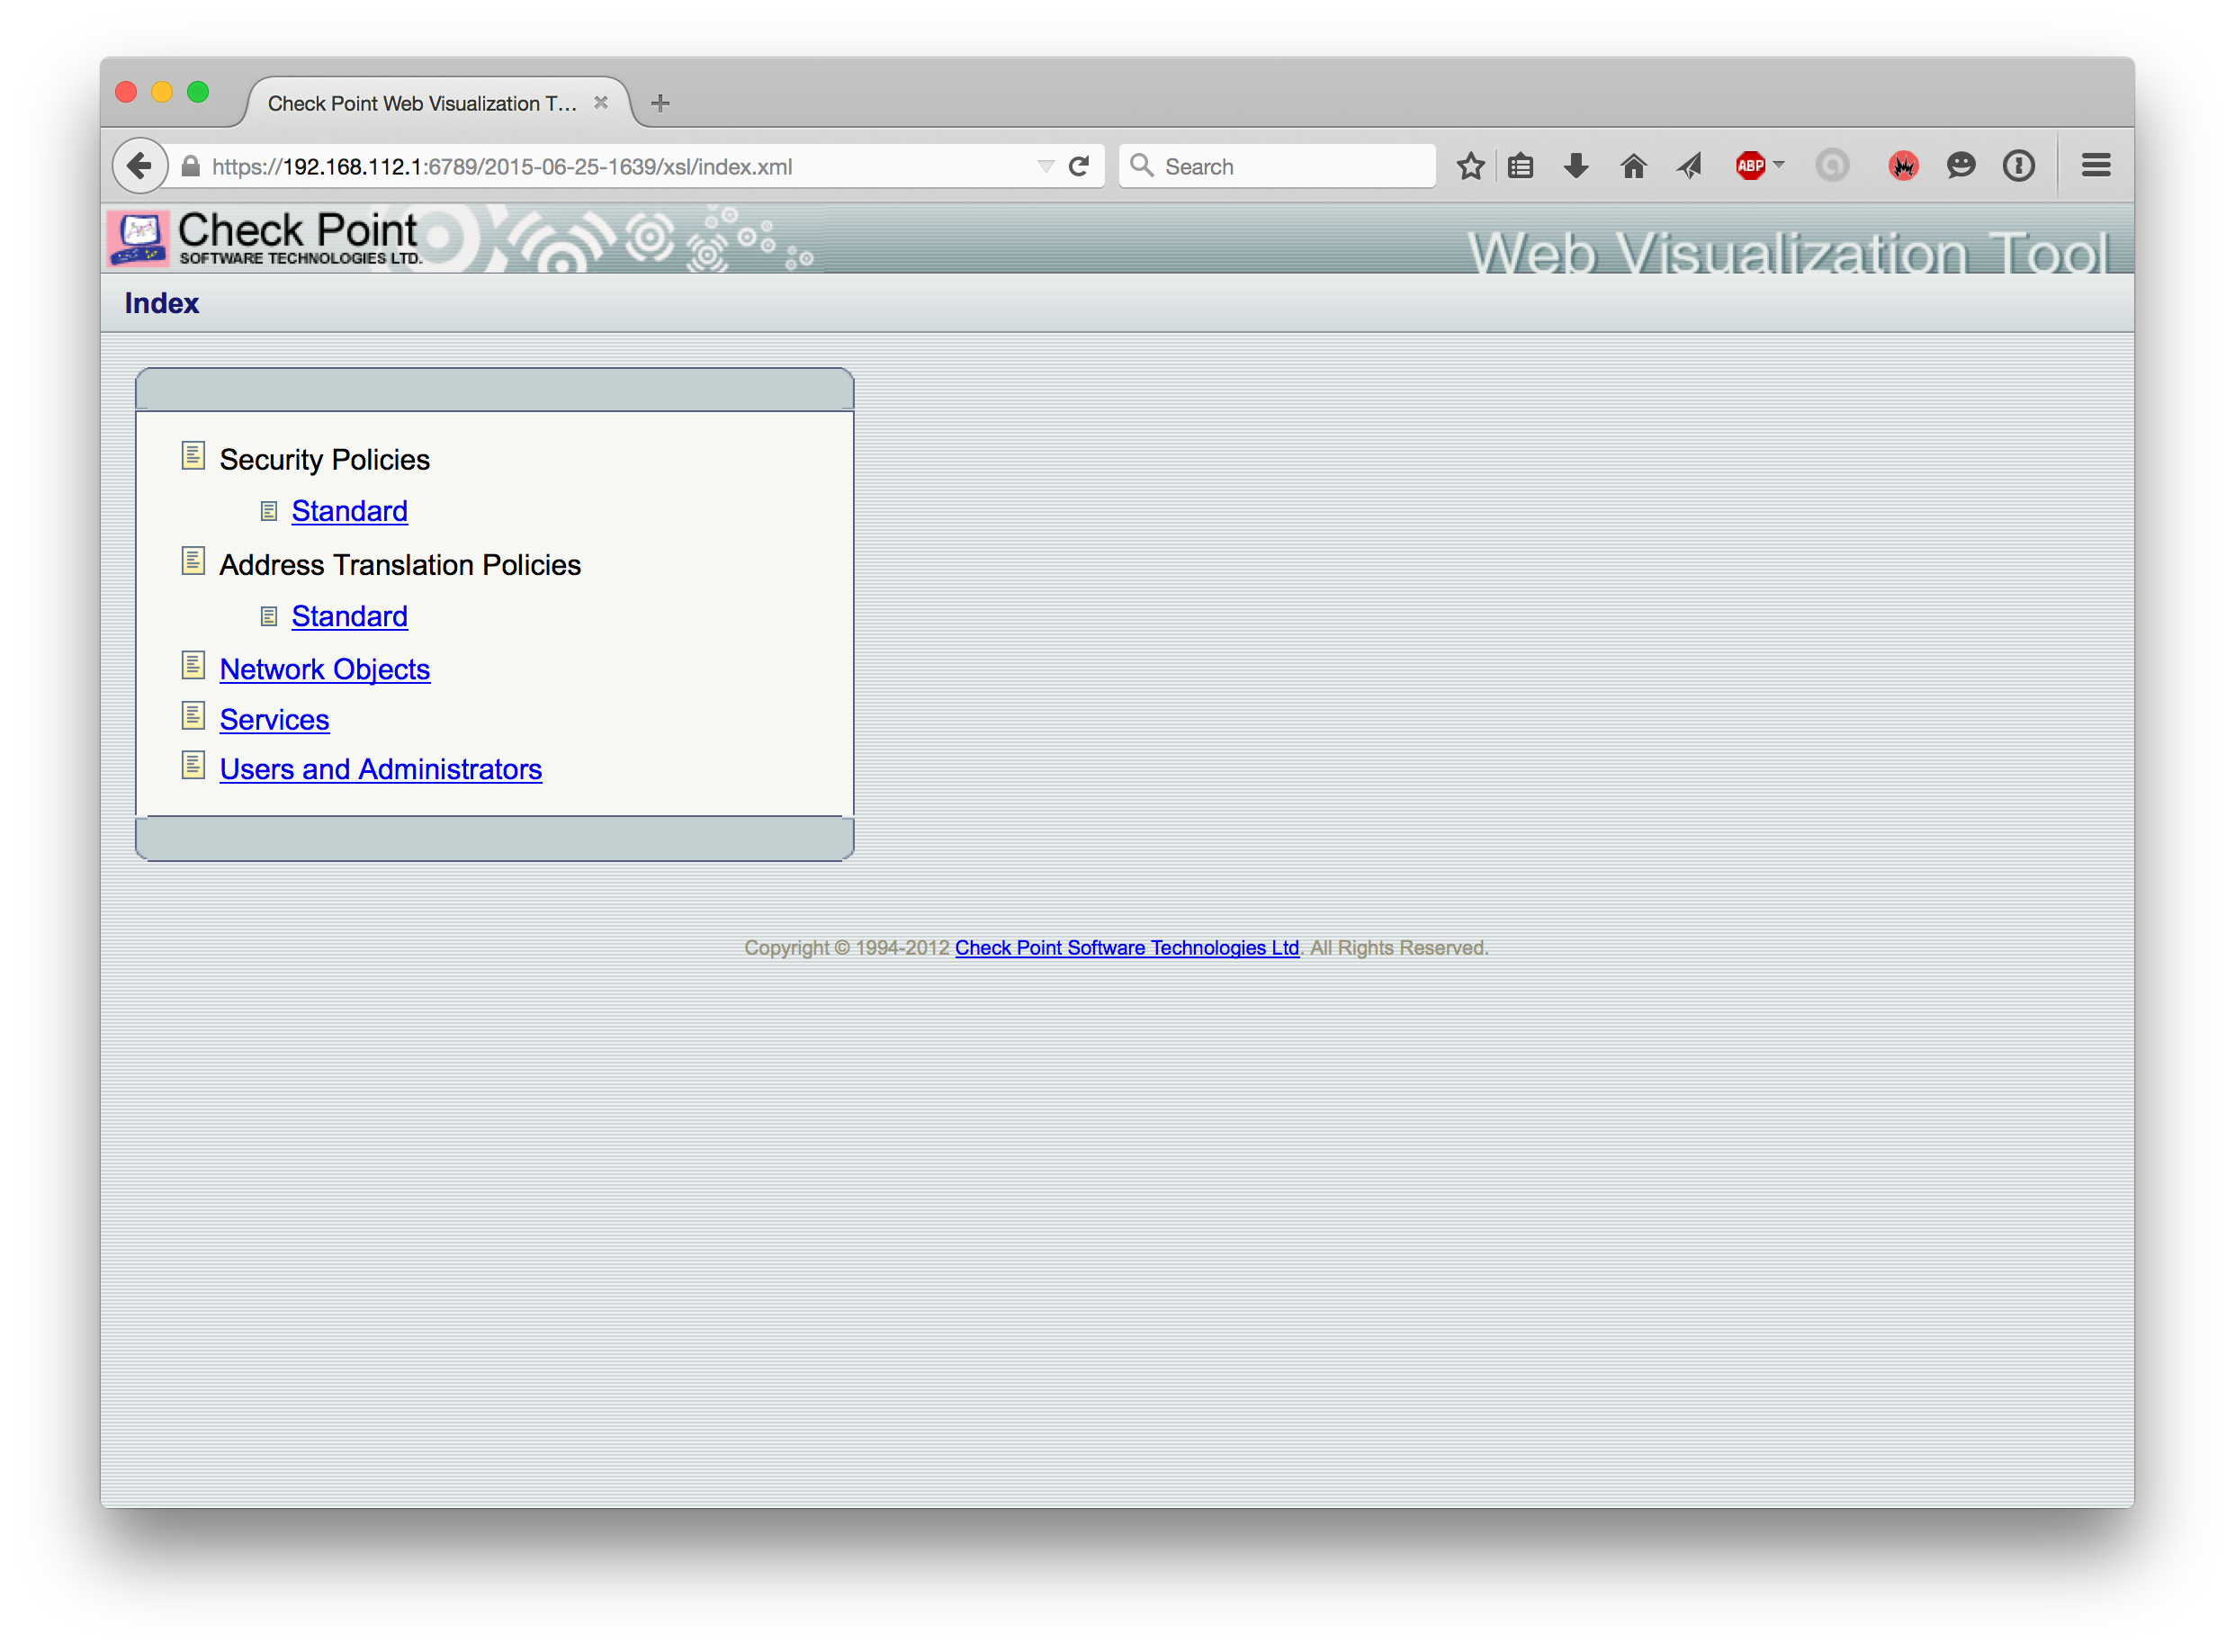 Check Point Web Visualization T...
https://192.168.112.1:6789/2015-06-25-1639/xsl/index.xml
Search
ABP
Check Point
SOFTWARE TECHNOLOGIES LTD.
Web Visualization Tool
Index
Security Policies
Standard
Address Translation Policies
Standard
Network Objects
Services
Users and Administrators
Copyright © 1994-2012 Check Point Software Technologies Ltd. All Rights Reserved.